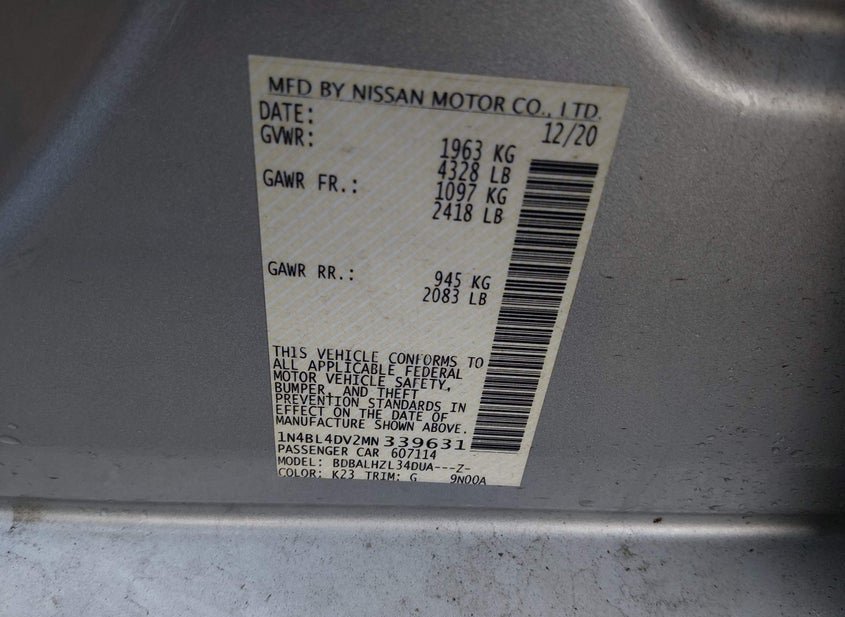 MFD BY NISSAN MOTOR CO., LTD.
DATE: 12/20
GVWR: 1963 KG
4328 LB
GAWR FR.: 1097 KG
2418 LB
GAWR RR.: 945 KG
2083 LB
THIS VEHICLE CONFORMS TO
ALL APPLICABLE FEDERAL
MOTOR VEHICLE SAFETY,
BUMPER, AND THEFT
PREVENTION STANDARDS IN
EFFECT ON THE DATE OF
MANUFACTURE SHOWN ABOVE.
1N4BL4DV2MN 339631
PASSENGER CAR 607114
MODEL: BDBALHZL34DUA---Z-
COLOR: K23 TRIM: G 9N00A